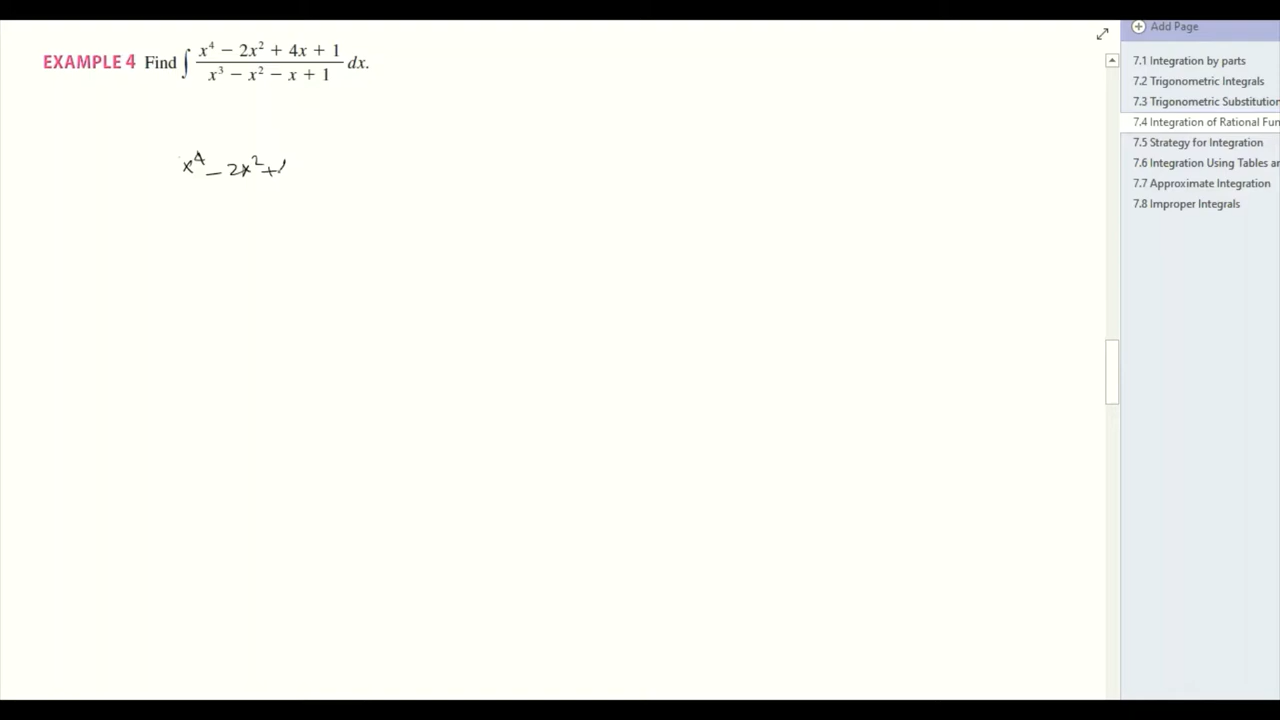 EXAMPLE 4 Find ∫ (x⁴ − 2x² + 4x + 1)/(x³ − x² − x + 1) dx.
x⁴ − 2x² +
Add Page
7.1 Integration by parts
7.2 Trigonometric Integrals
7.3 Trigonometric Substitution
7.4 Integration of Rational Fun
7.5 Strategy for Integration
7.6 Integration Using Tables an
7.7 Approximate Integration
7.8 Improper Integrals